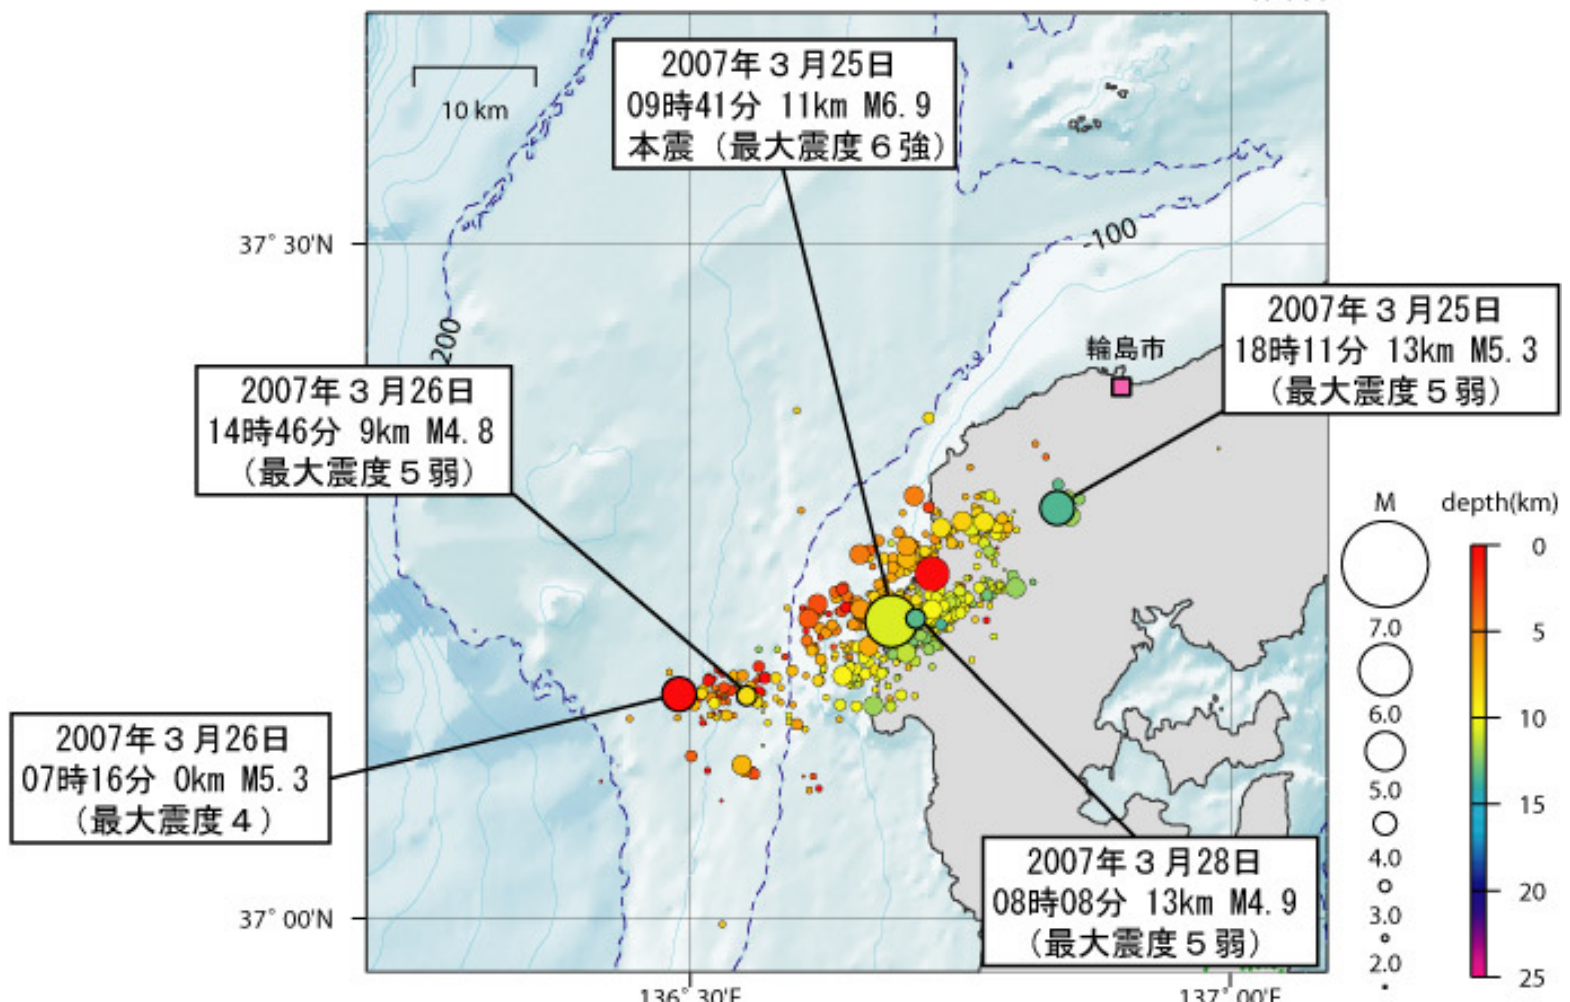 2007年３月25日
09時41分 11km M6.9
本震（最大震度６強）
10 km
37° 30'N
-100
2007年３月25日
18時11分 13km M5.3
（最大震度５弱）
輪島市
200
2007年３月26日
14時46分 9km M4.8
（最大震度５弱）
M
depth(km)
0
5
10
15
20
25
7.0
6.0
5.0
4.0
3.0
2.0
2007年３月26日
07時16分 0km M5.3
（最大震度４）
2007年３月28日
08時08分 13km M4.9
（最大震度５弱）
37° 00'N
136° 30'E
137° 00'E